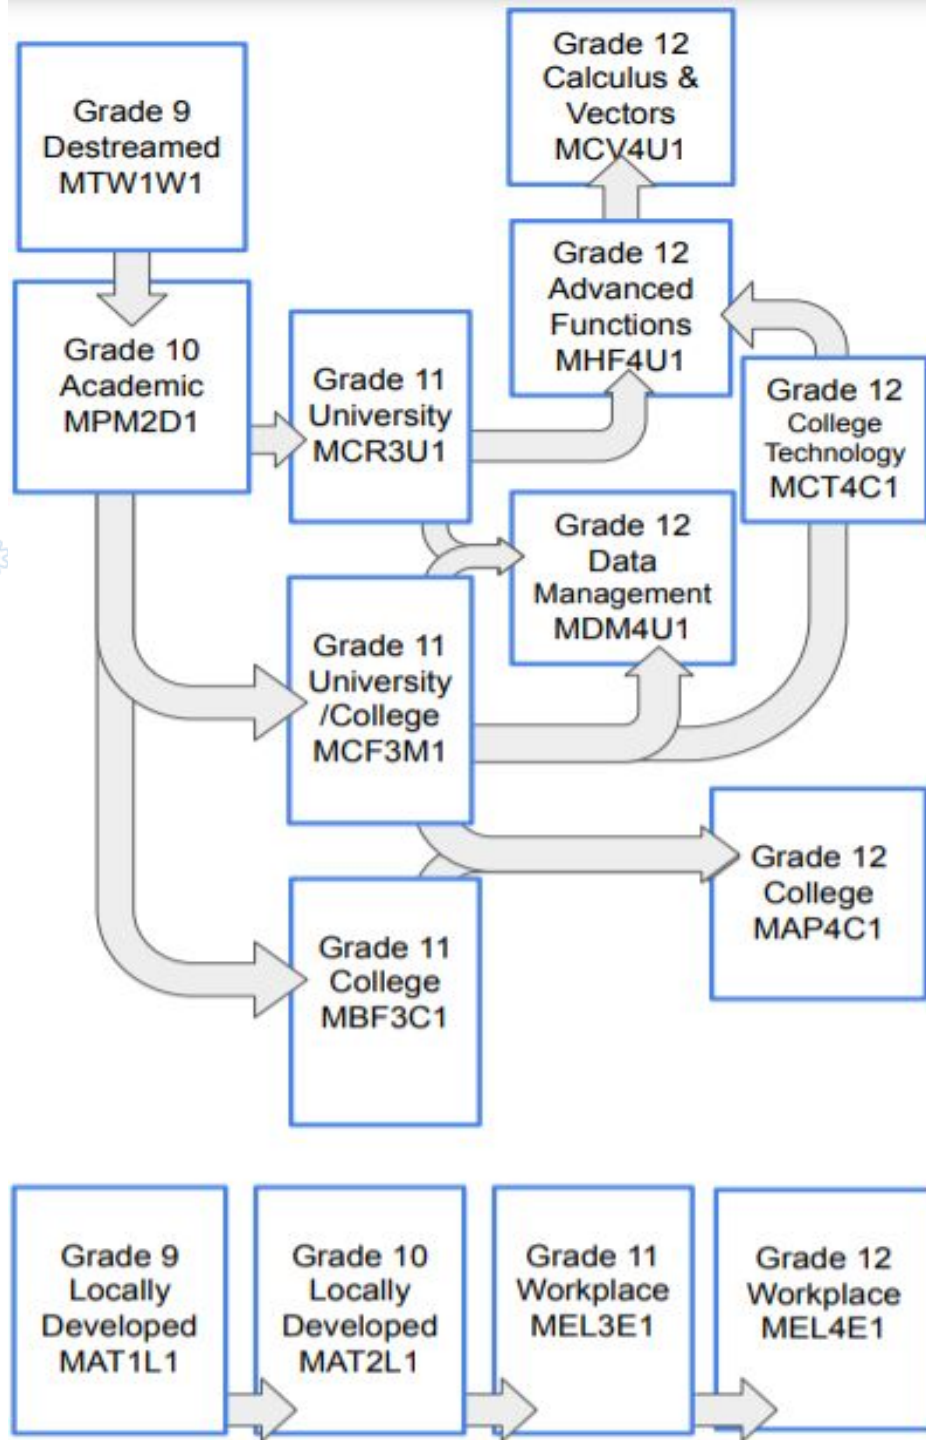 Grade 9
Destreamed
MTW1W1
Grade 10
Academic
MPM2D1
Grade 11
University
MCR3U1
Grade 11
University
/College
MCF3M1
Grade 11
College
MBF3C1
Grade 12
Calculus &
Vectors
MCV4U1
Grade 12
Advanced
Functions
MHF4U1
Grade 12
College
Technology
MCT4C1
Grade 12
Data
Management
MDM4U1
Grade 12
College
MAP4C1
Grade 9
Locally
Developed
MAT1L1
Grade 10
Locally
Developed
MAT2L1
Grade 11
Workplace
MEL3E1
Grade 12
Workplace
MEL4E1